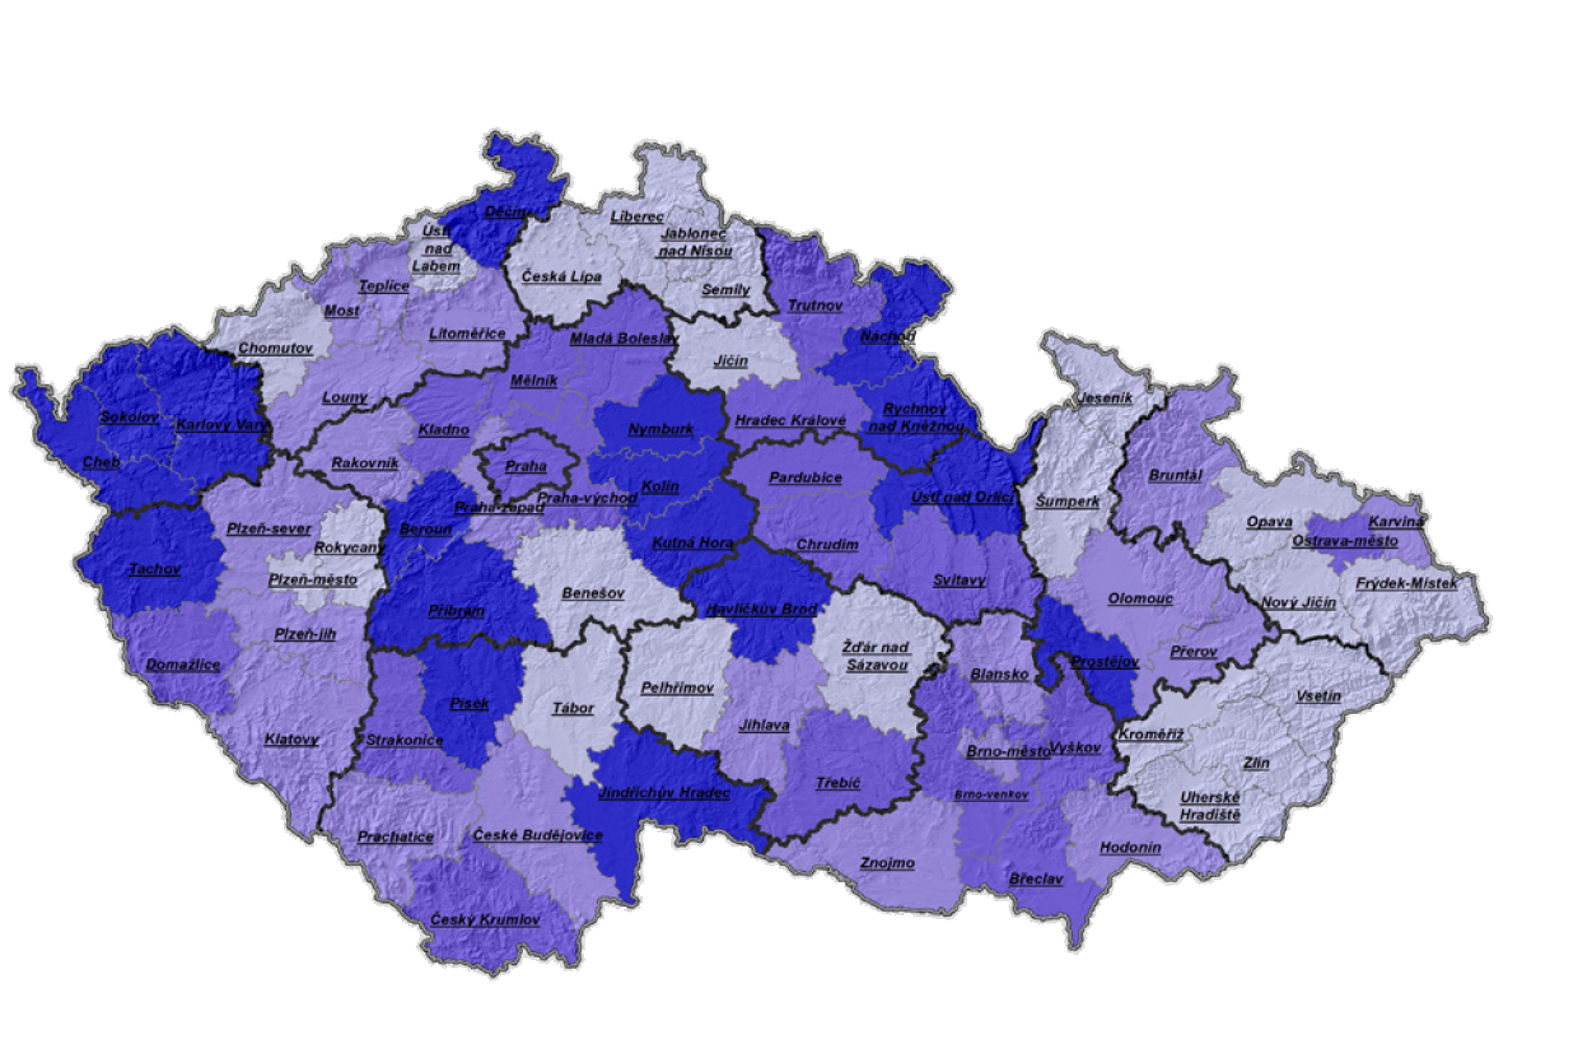 Děčín
Ústí
nad
Labem
Liberec
Jablonec
nad Nisou
Česká Lípa
Semily
Teplice
Most
Litoměřice
Trutnov
Chomutov
Mladá Boleslav
Náchod
Jičín
Mělník
Louny
Jeseník
Sokolov
Karlovy Vary
Kladno
Nymburk
Hradec Králové
Rychnov
nad Kněžnou
Cheb
Rakovník
Praha
Kolín
Pardubice
Bruntál
Praha-západ
Praha-východ
Ústí nad Orlicí
Šumperk
Plzeň-sever
Beroun
Opava
Karviná
Ostrava-město
Rokycany
Kutná Hora
Chrudim
Tachov
Plzeň-město
Benešov
Svitavy
Frýdek-Místek
Příbram
Havlíčkův Brod
Olomouc
Nový Jičín
Plzeň-jih
Žďár nad
Sázavou
Domažlice
Prostějov
Přerov
Pelhřimov
Blansko
Vsetín
Písek
Tábor
Jihlava
Klatovy
Strakonice
Brno-město
Vyškov
Kroměříž
Zlín
Jindřichův Hradec
Třebíč
Brno-venkov
Uherské
Hradiště
Prachatice
České Budějovice
Znojmo
Hodonín
Břeclav
Český Krumlov